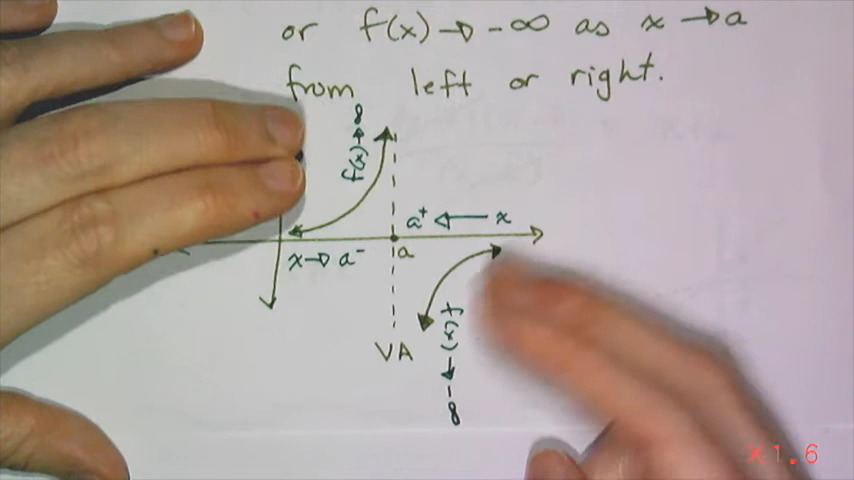 or f(x) → -∞ as x → a
from left or right.
f(x) → ∞
a⁺ ← x
x → a⁻
a
f(x) → -∞
VA
x1.6